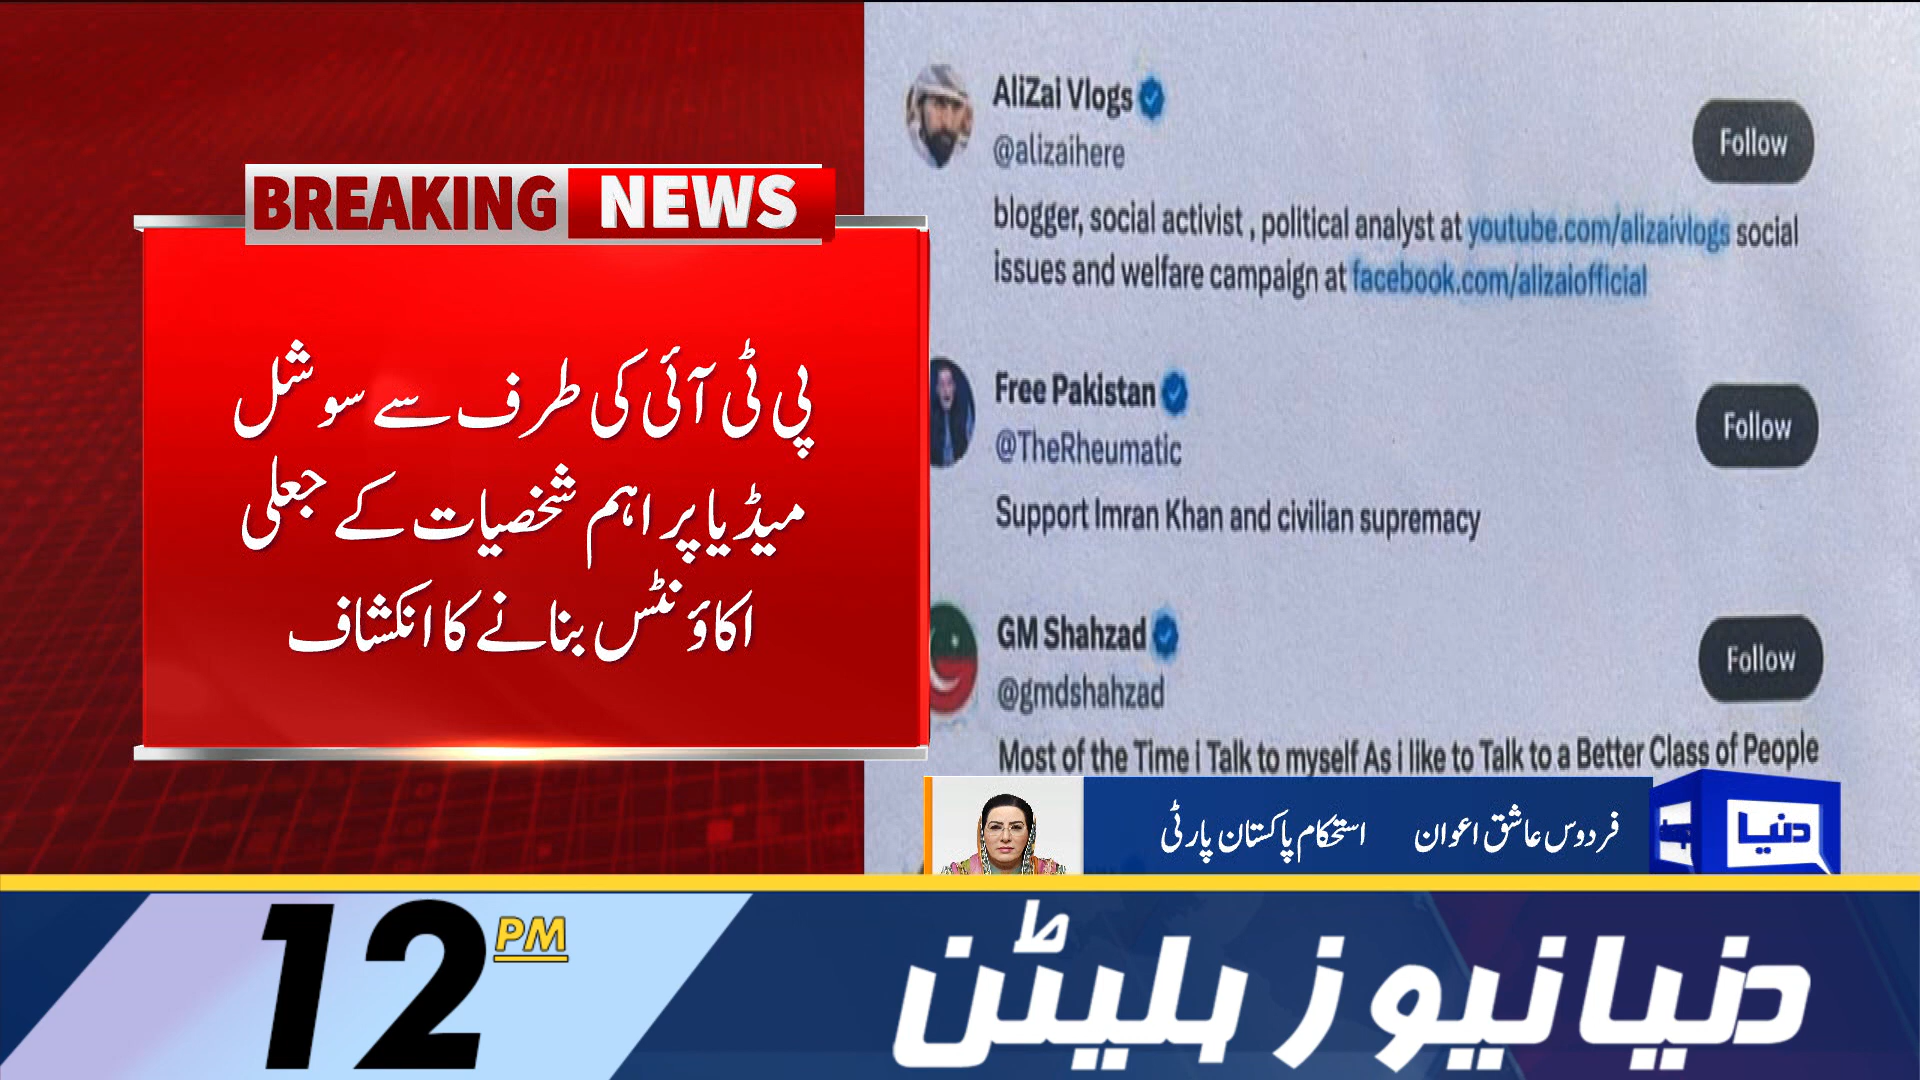 BREAKING NEWS
پی ٹی آئی کی طرف سے سوشل
میڈیا پر اہم شخصیات کے جعلی
اکاؤنٹس بنانے کا انکشاف
AliZai Vlogs
@alizaihere
Follow
blogger, social activist , political analyst at youtube.com/alizaivlogs social
issues and welfare campaign at facebook.com/alizaiofficial
Free Pakistan
@TheRheumatic
Follow
Support Imran Khan and civilian supremacy
GM Shahzad
@gmdshahzad
Follow
Most of the Time i Talk to myself As i like to Talk to a Better Class of People
فردوس عاشق اعوان استحکام پاکستان پارٹی
دنیا
12 PM
دنیا نیوز بلیٹن